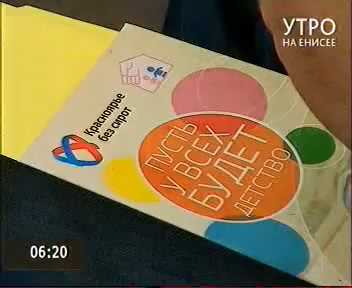 УТРО
НА ЕНИСЕЕ
Красноярье
без сирот
ПУСТЬ
У ВСЕХ
БУДЕТ
ДЕТСТВО
06:20